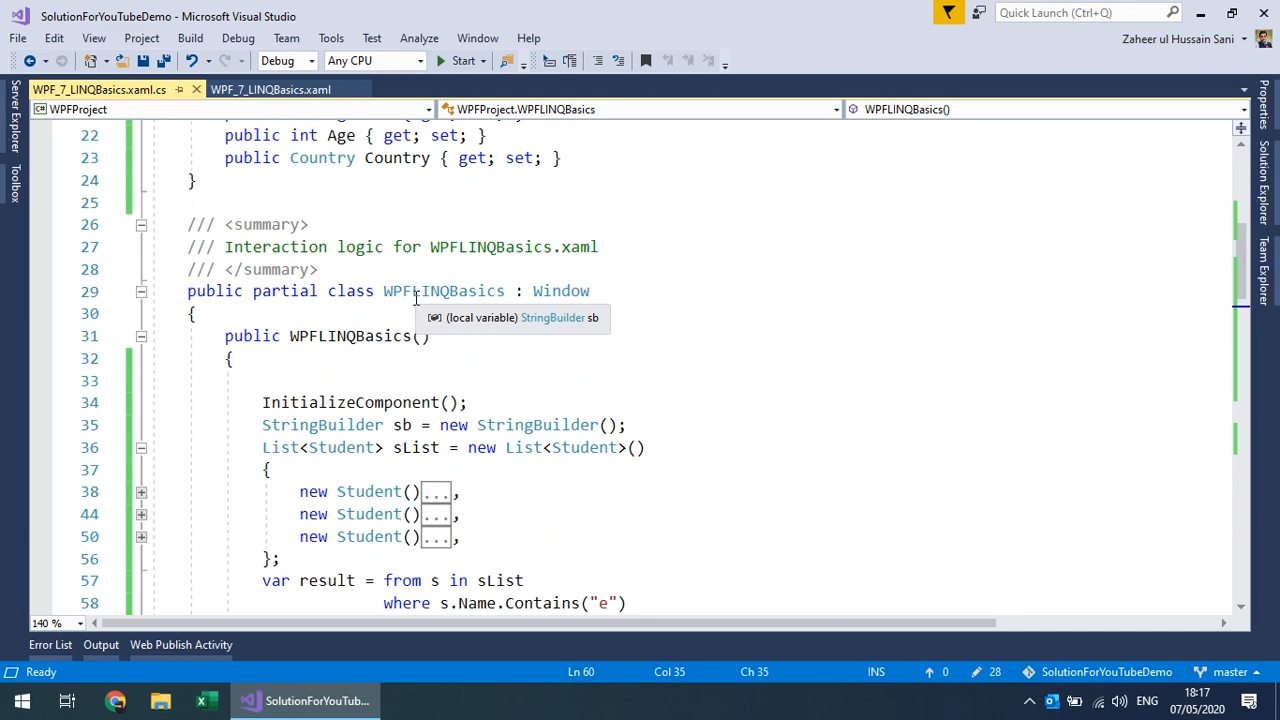 SolutionForYouTubeDemo - Microsoft Visual Studio
Quick Launch (Ctrl+Q)
File Edit View Project Build Debug Team Tools Test Analyze Window Help
Zaheer ul Hussain Sani
Debug Any CPU Start
WPF_7_LINQBasics.xaml.cs WPF_7_LINQBasics.xaml
WPFProject WPFProject.WPFLINQBasics WPFLINQBasics()
Server Explorer
Toolbox
Properties
Solution Explorer
Team Explorer
22 public int Age { get; set; }
23 public Country Country { get; set; }
24 }
25
26 /// <summary>
27 /// Interaction logic for WPFLINQBasics.xaml
28 /// </summary>
29 public partial class WPFLINQBasics : Window
30 {
(local variable) StringBuilder sb
31 public WPFLINQBasics()
32 {
33
34 InitializeComponent();
35 StringBuilder sb = new StringBuilder();
36 List<Student> sList = new List<Student>()
37 {
38 new Student()...,
44 new Student()...,
50 new Student()...,
56 };
57 var result = from s in sList
58 where s.Name.Contains("e")
140 %
Error List Output Web Publish Activity
Ready Ln 60 Col 35 Ch 35 INS 0 28 SolutionForYouTubeDemo master
SolutionForYouTub... ENG 18:17
07/05/2020